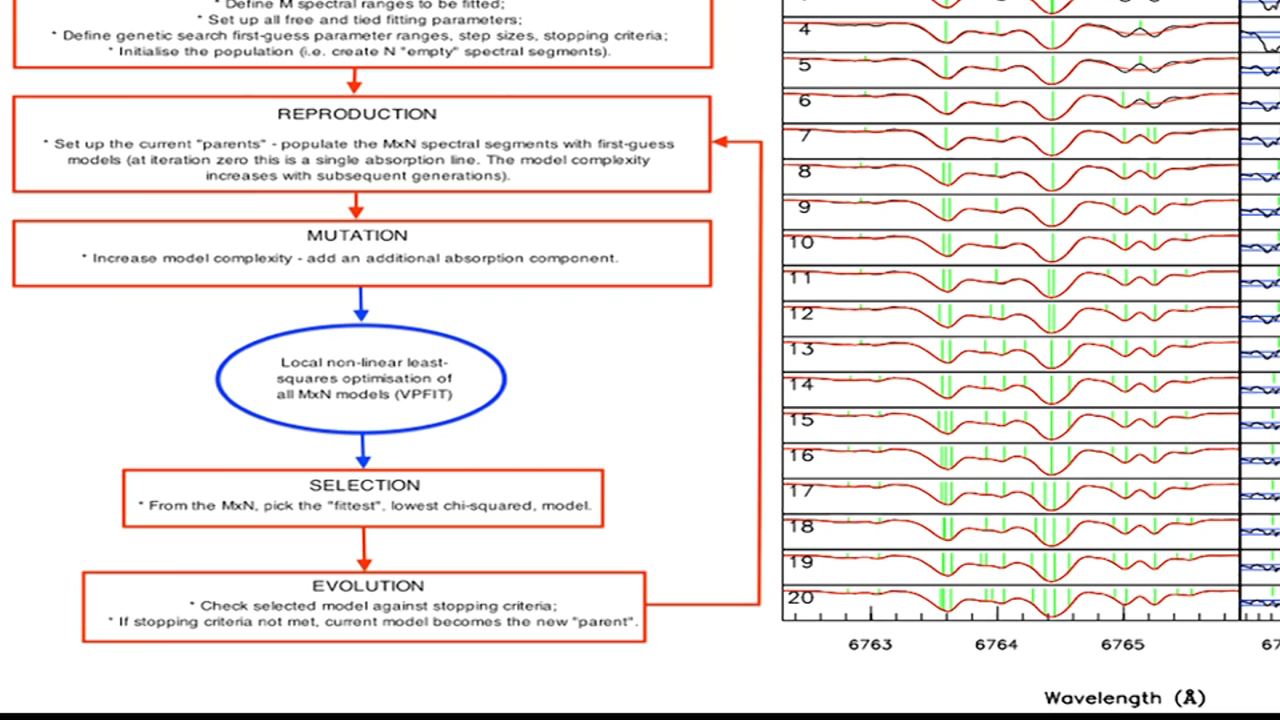 * Define M spectral ranges to be fitted;
* Set up all free and tied fitting parameters;
* Define genetic search first-guess parameter ranges, step sizes, stopping criteria;
* Initialise the population (i.e. create N "empty" spectral segments).
REPRODUCTION
* Set up the current "parents" - populate the MxN spectral segments with first-guess
models (at iteration zero this is a single absorption line. The model complexity
increases with subsequent generations).
MUTATION
* Increase model complexity - add an additional absorption component.
Local non-linear least-
squares optimisation of
all MxN models (VPFIT)
SELECTION
* From the MxN, pick the "fittest", lowest chi-squared, model.
EVOLUTION
* Check selected model against stopping criteria;
* If stopping criteria not met, current model becomes the new "parent".
4
5
6
7
8
9
10
11
12
13
14
15
16
17
18
19
20
6763 6764 6765 67
Wavelength (Å)